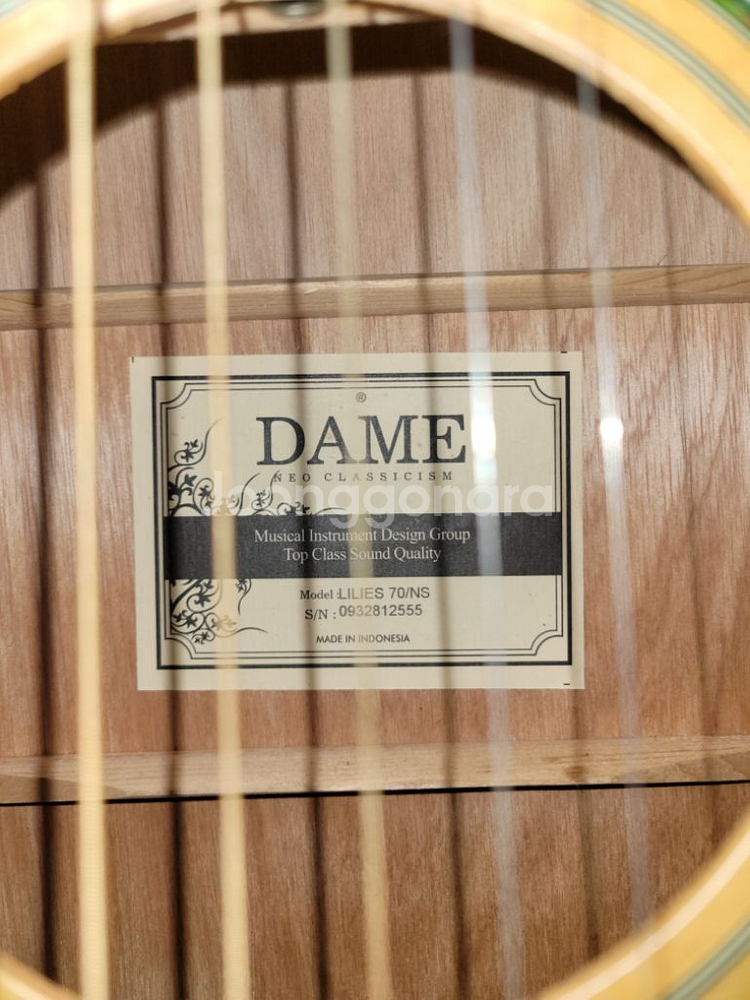 ®
DAME
NEO CLASSICISM
joonggonara
Musical Instrument Design Group
Top Class Sound Quality
Model : LILIES 70/NS
S/N : 0932812555
MADE IN INDONESIA